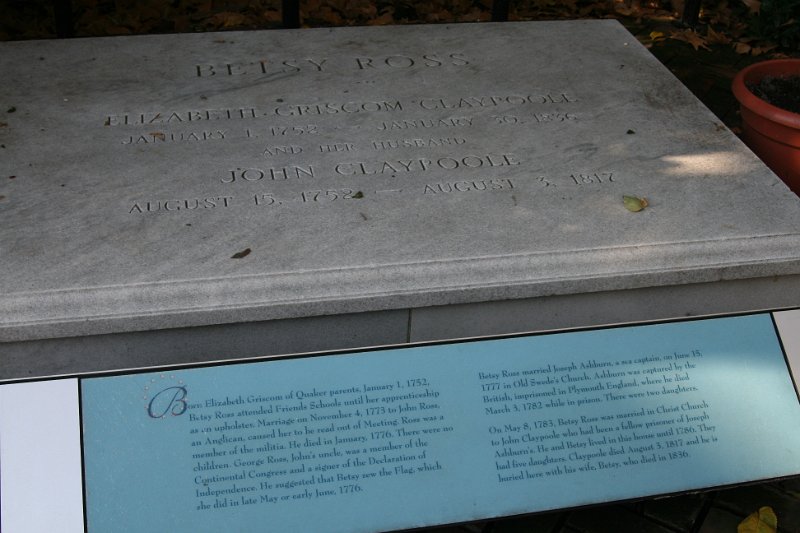 BETSY ROSS
ELIZABETH GRISCOM CLAYPOOLE
JANUARY 1, 1752 — JANUARY 30, 1836
AND HER HUSBAND
JOHN CLAYPOOLE
AUGUST 15, 1752 — AUGUST 3, 1817
Born Elizabeth Griscom of Quaker parents, January 1, 1752,
Betsy Ross attended Friends Schools until her apprenticeship
as an upholster. Marriage on November 4, 1773 to John Ross,
an Anglican, caused her to be read out of Meeting. Ross was a
member of the militia. He died in January, 1776. There were no
children. George Ross, John's uncle, was a member of the
Continental Congress and a signer of the Declaration of
Independence. He suggested that Betsy sew the Flag, which
she did in late May or early June, 1776.
Betsy Ross married Joseph Ashburn, a sea captain, on June 15,
1777 in Old Swede's Church. Ashburn was captured by the
British, imprisoned in Plymouth England, where he died
March 3, 1782 while in prison. There were two daughters.
On May 8, 1783, Betsy Ross was married in Christ Church
to John Claypoole who had been a fellow prisoner of Joseph
Ashburn's. He and Betsy lived in this house until 1786. They
had five daughters. Claypoole died August 3, 1817 and he is
buried here with his wife, Betsy, who died in 1836.